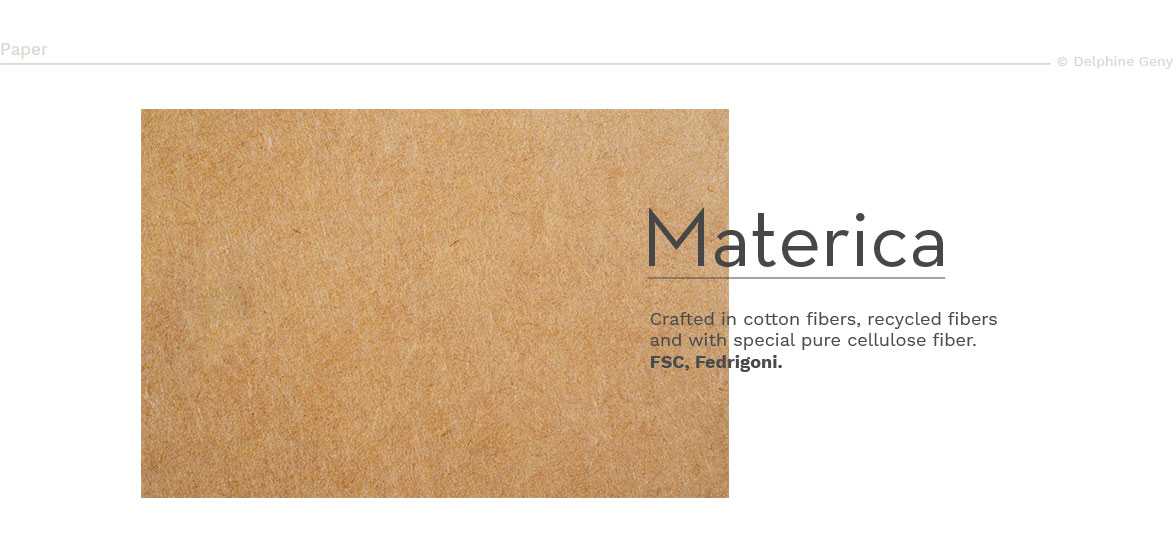 Paper
© Delphine Geny
Materica
Crafted in cotton fibers, recycled fibers
and with special pure cellulose fiber.
FSC, Fedrigoni.